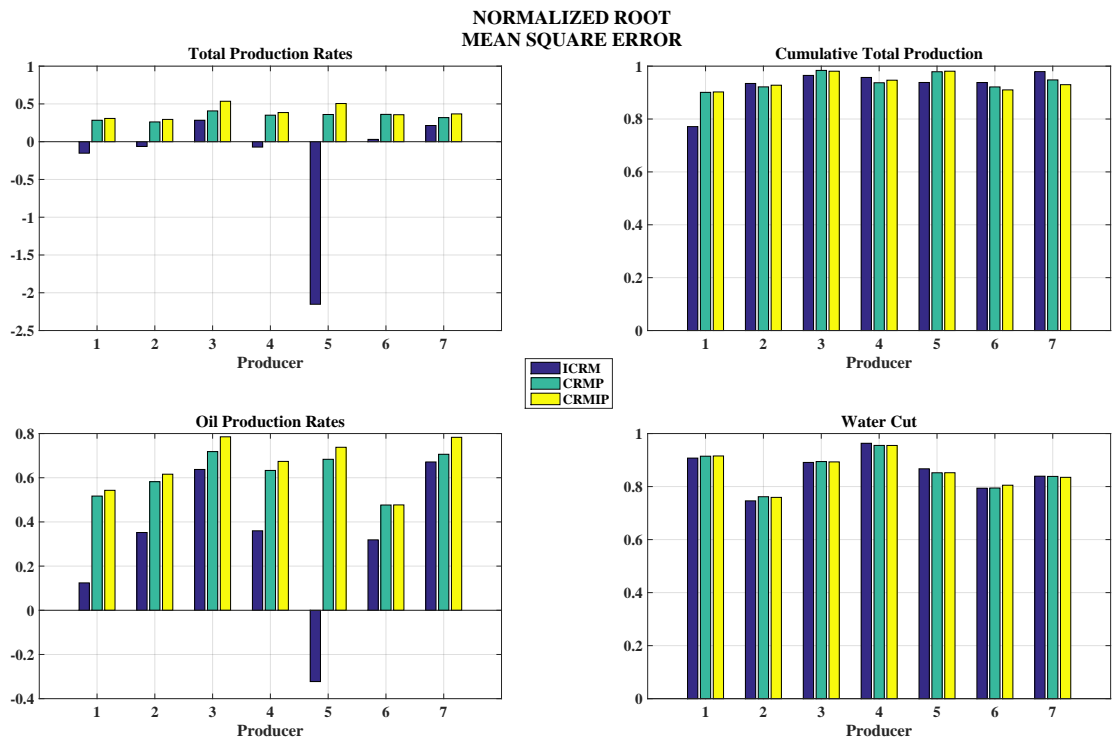 NORMALIZED ROOT
MEAN SQUARE ERROR
Total Production Rates
1
0.5
0
-0.5
-1
-1.5
-2
-2.5
1 2 3 4 5 6 7
Producer
Cumulative Total Production
1
0.8
0.6
0.4
0.2
0
1 2 3 4 5 6 7
Producer
ICRM
CRMP
CRMIP
Oil Production Rates
0.8
0.6
0.4
0.2
0
-0.2
-0.4
1 2 3 4 5 6 7
Producer
Water Cut
1
0.8
0.6
0.4
0.2
0
1 2 3 4 5 6 7
Producer